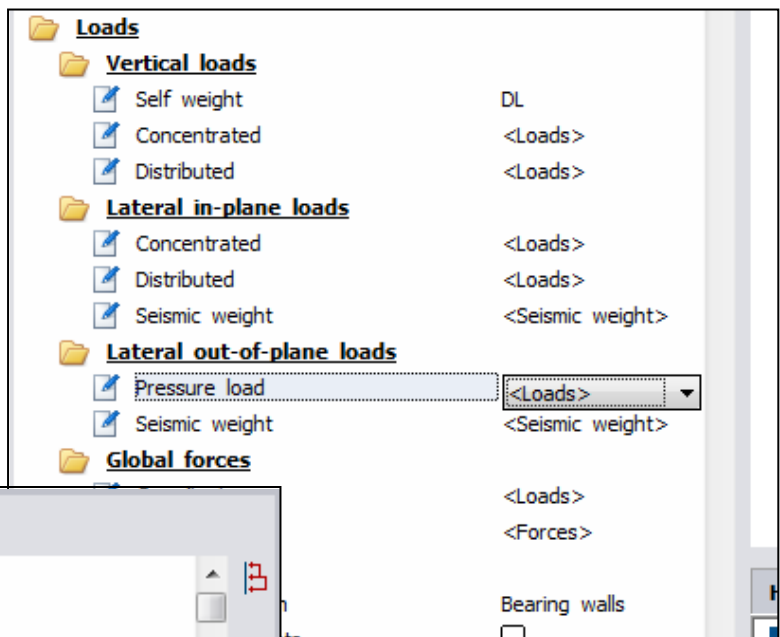 Loads
Vertical loads
Self weight DL
Concentrated <Loads>
Distributed <Loads>
Lateral in-plane loads
Concentrated <Loads>
Distributed <Loads>
Seismic weight <Seismic weight>
Lateral out-of-plane loads
Pressure load <Loads>
Seismic weight <Seismic weight>
Global forces
<Loads>
<Forces>
Bearing walls